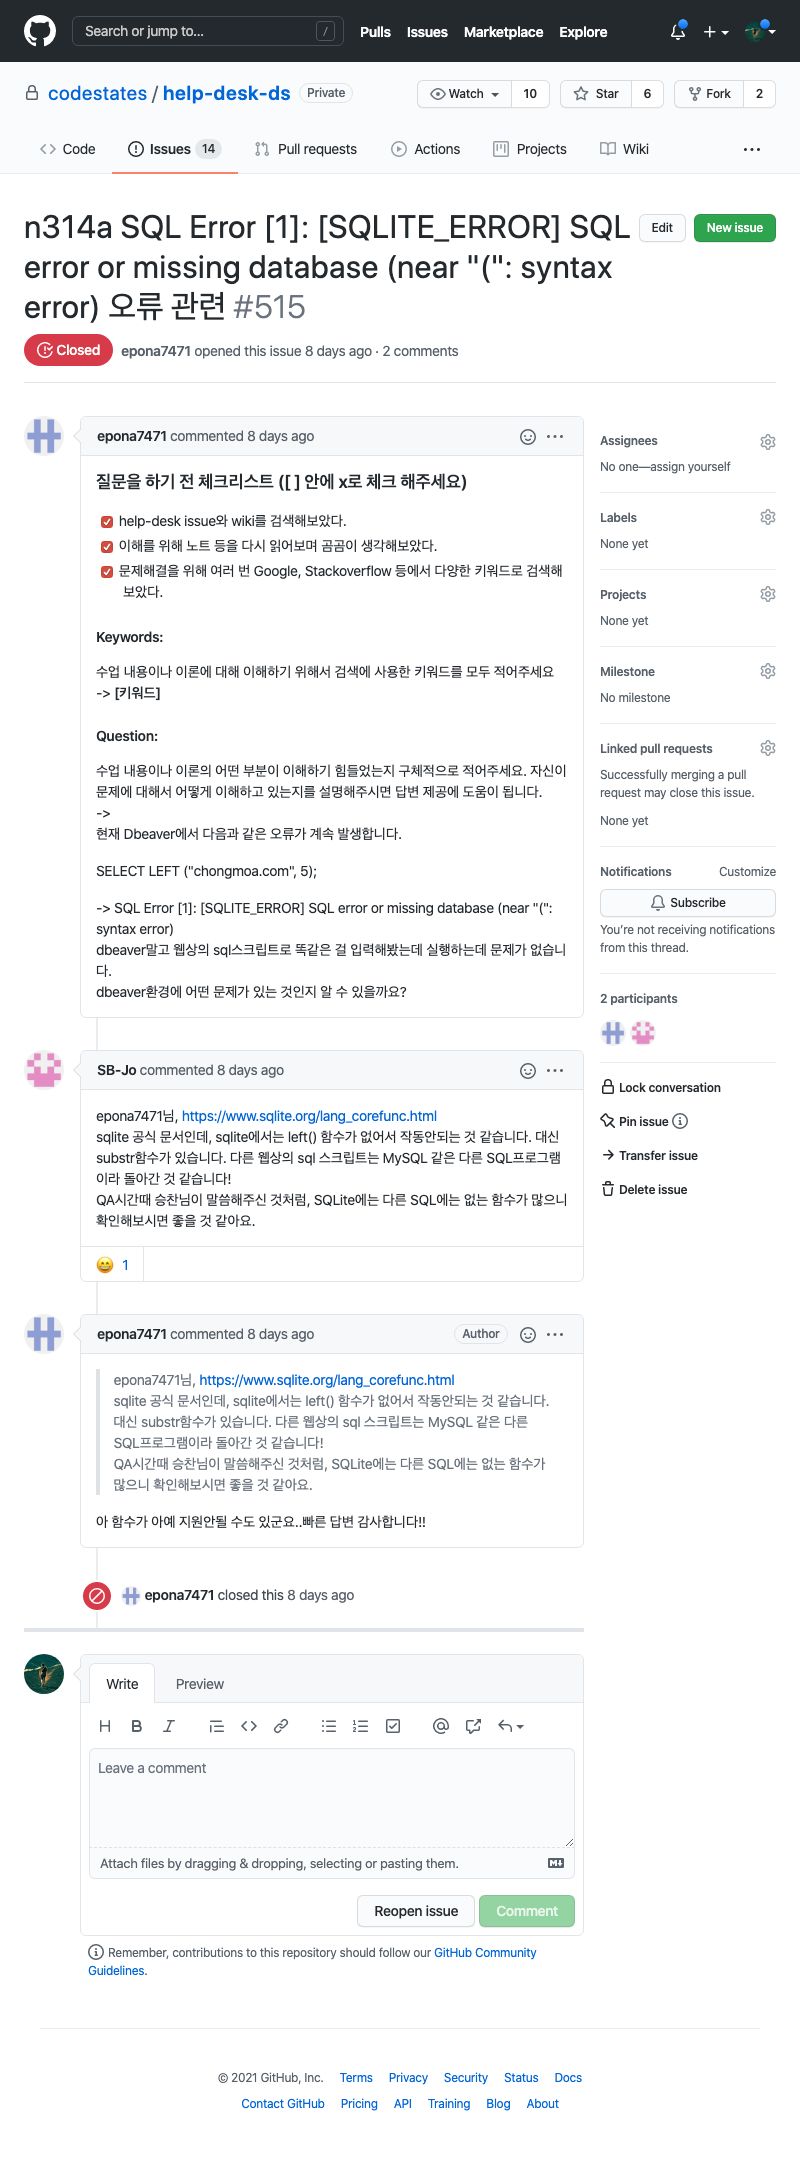 Search or jump to... /
Pulls Issues Marketplace Explore
codestates / help-desk-ds Private
Watch 10 Star 6 Fork 2
Code Issues 14 Pull requests Actions Projects Wiki ...
n314a SQL Error [1]: [SQLITE_ERROR] SQL
error or missing database (near "(": syntax
error) 오류 관련 #515
Edit New issue
Closed epona7471 opened this issue 8 days ago · 2 comments
epona7471 commented 8 days ago
질문을 하기 전 체크리스트 ([ ] 안에 x로 체크 해주세요)
help-desk issue와 wiki를 검색해보았다.
이해를 위해 노트 등을 다시 읽어보며 곰곰이 생각해보았다.
문제해결을 위해 여러 번 Google, Stackoverflow 등에서 다양한 키워드로 검색해
보았다.
Keywords:
수업 내용이나 이론에 대해 이해하기 위해서 검색에 사용한 키워드를 모두 적어주세요
-> [키워드]
Question:
수업 내용이나 이론의 어떤 부분이 이해하기 힘들었는지 구체적으로 적어주세요. 자신이
문제에 대해서 어떻게 이해하고 있는지를 설명해주시면 답변 제공에 도움이 됩니다.
->
현재 Dbeaver에서 다음과 같은 오류가 계속 발생합니다.
SELECT LEFT ("chongmoa.com", 5);
-> SQL Error [1]: [SQLITE_ERROR] SQL error or missing database (near "(":
syntax error)
dbeaver말고 웹상의 sql스크립트로 똑같은 걸 입력해봤는데 실행하는데 문제가 없습니
다.
dbeaver환경에 어떤 문제가 있는 것인지 알 수 있을까요?
SB-Jo commented 8 days ago
epona7471님, https://www.sqlite.org/lang_corefunc.html
sqlite 공식 문서인데, sqlite에서는 left() 함수가 없어서 작동안되는 것 같습니다. 대신
substr함수가 있습니다. 다른 웹상의 sql 스크립트는 MySQL 같은 다른 SQL프로그램
이라 돌아간 것 같습니다!
QA시간때 승찬님이 말씀해주신 것처럼, SQLite에는 다른 SQL에는 없는 함수가 많으니
확인해보시면 좋을 것 같아요.
1
epona7471 commented 8 days ago Author
epona7471님, https://www.sqlite.org/lang_corefunc.html
sqlite 공식 문서인데, sqlite에서는 left() 함수가 없어서 작동안되는 것 같습니다.
대신 substr함수가 있습니다. 다른 웹상의 sql 스크립트는 MySQL 같은 다른
SQL프로그램이라 돌아간 것 같습니다!
QA시간때 승찬님이 말씀해주신 것처럼, SQLite에는 다른 SQL에는 없는 함수가
많으니 확인해보시면 좋을 것 같아요.
아 함수가 아예 지원안될 수도 있군요..빠른 답변 감사합니다!!
epona7471 closed this 8 days ago
Write Preview
Leave a comment
Attach files by dragging & dropping, selecting or pasting them.
Reopen issue Comment
Remember, contributions to this repository should follow our GitHub Community
Guidelines.
Assignees
No one—assign yourself
Labels
None yet
Projects
None yet
Milestone
No milestone
Linked pull requests
Successfully merging a pull
request may close this issue.
None yet
Notifications Customize
Subscribe
You're not receiving notifications
from this thread.
2 participants
Lock conversation
Pin issue
Transfer issue
Delete issue
© 2021 GitHub, Inc. Terms Privacy Security Status Docs
Contact GitHub Pricing API Training Blog About